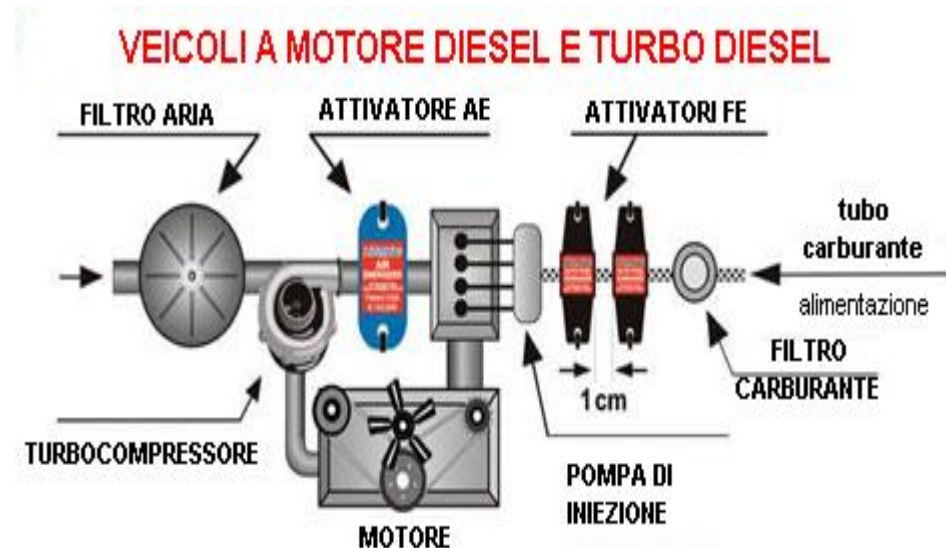 VEICOLI A MOTORE DIESEL E TURBO DIESEL
FILTRO ARIA
ATTIVATORE AE
ATTIVATORI FE
tubo
carburante
alimentazione
FILTRO
CARBURANTE
1 cm
TURBOCOMPRESSORE
POMPA DI
INIEZIONE
MOTORE
AIR